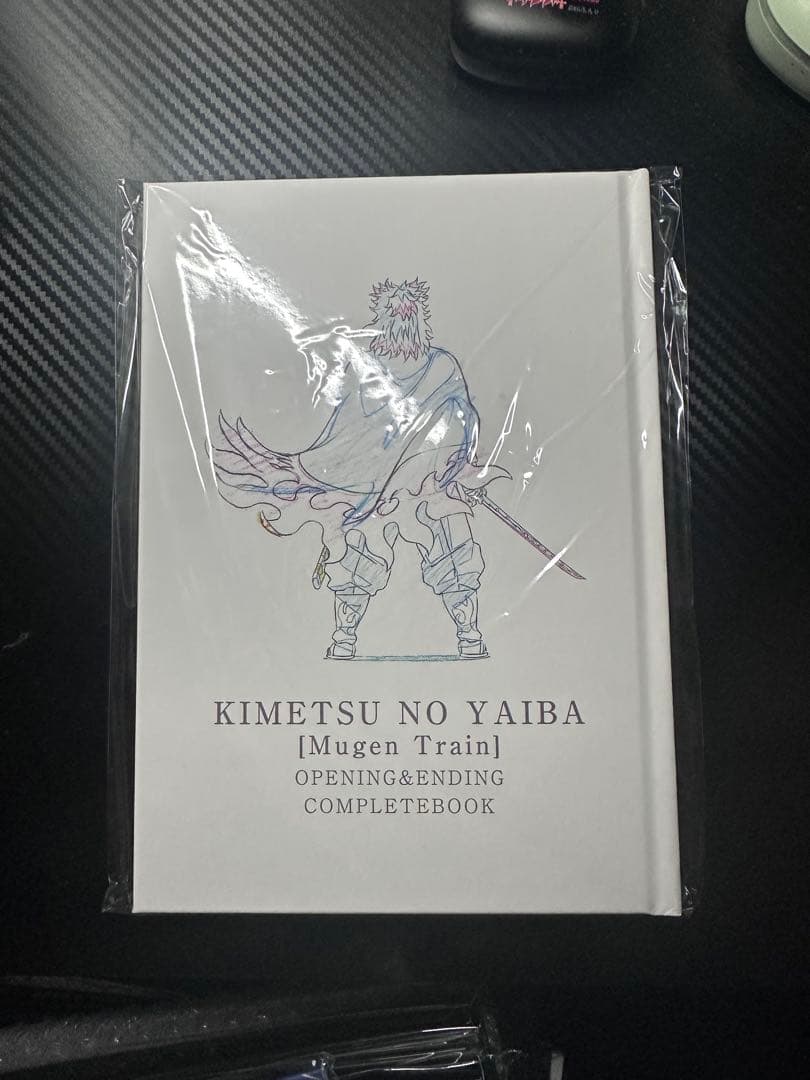 KIMETSU NO YAIBA
[Mugen Train]
OPENING&ENDING
COMPLETEBOOK